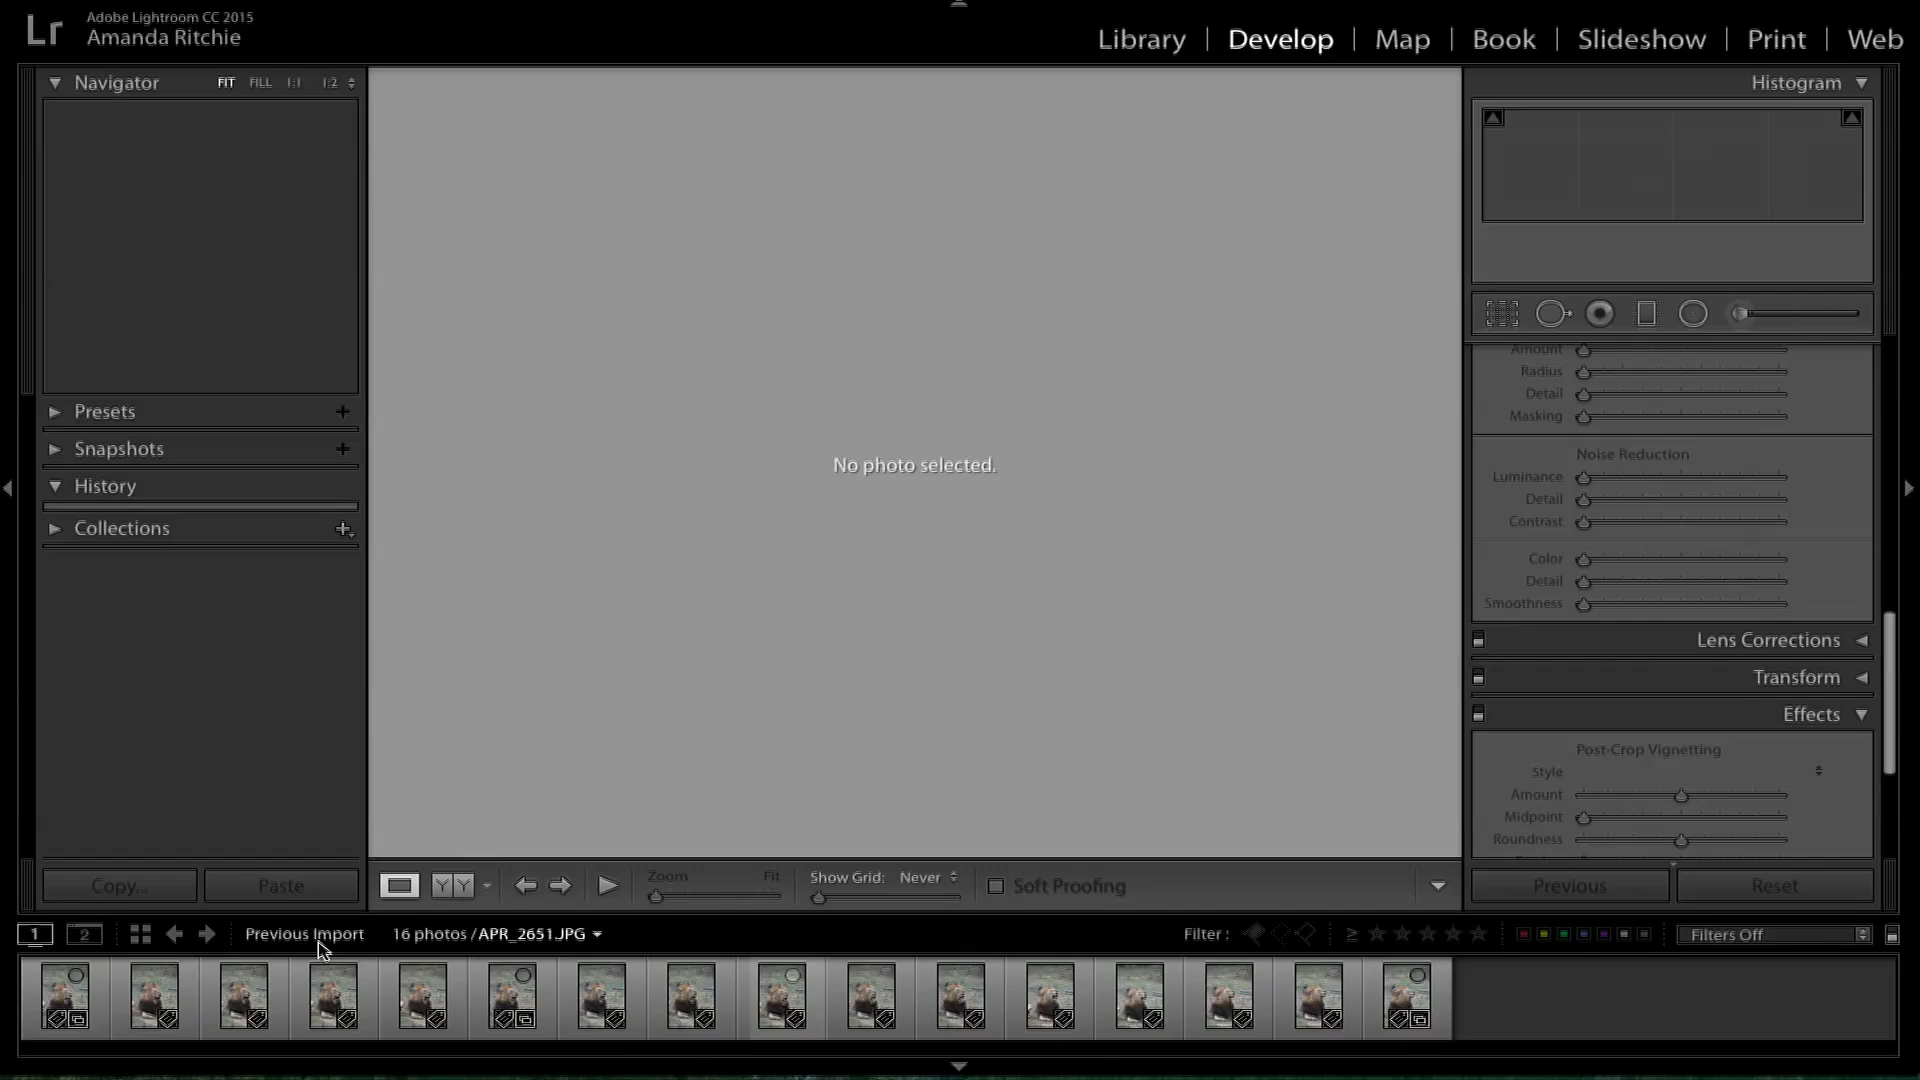 Lr
Adobe Lightroom CC 2015
Amanda Ritchie
Library | Develop | Map | Book | Slideshow | Print | Web
Navigator FIT FILL 1:1 1:2
Presets
Snapshots
History
Collections
Copy... Paste
No photo selected.
Zoom Fit
Show Grid: Never
Soft Proofing
Histogram
Amount
Radius
Detail
Masking
Noise Reduction
Luminance
Detail
Contrast
Color
Detail
Smoothness
Lens Corrections
Transform
Effects
Post-Crop Vignetting
Style
Amount
Midpoint
Roundness
Previous Reset
1 2 Previous Import 16 photos /APR_2651.JPG Filter : Filters Off